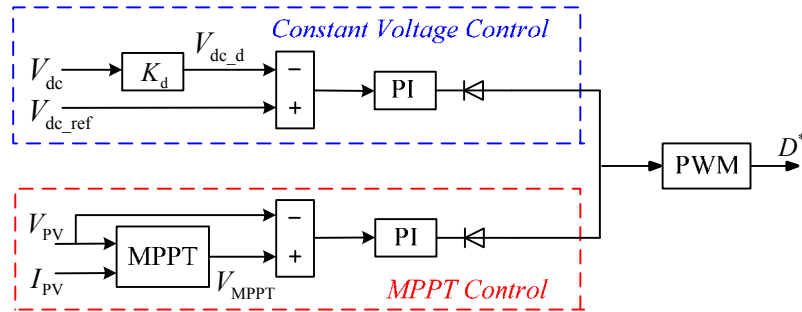 Constant Voltage Control
V_dc
K_d
V_dc_d
−
PI
V_dc_ref
+
PWM
D*
V_PV
−
MPPT
+
PI
I_PV
V_MPPT
MPPT Control